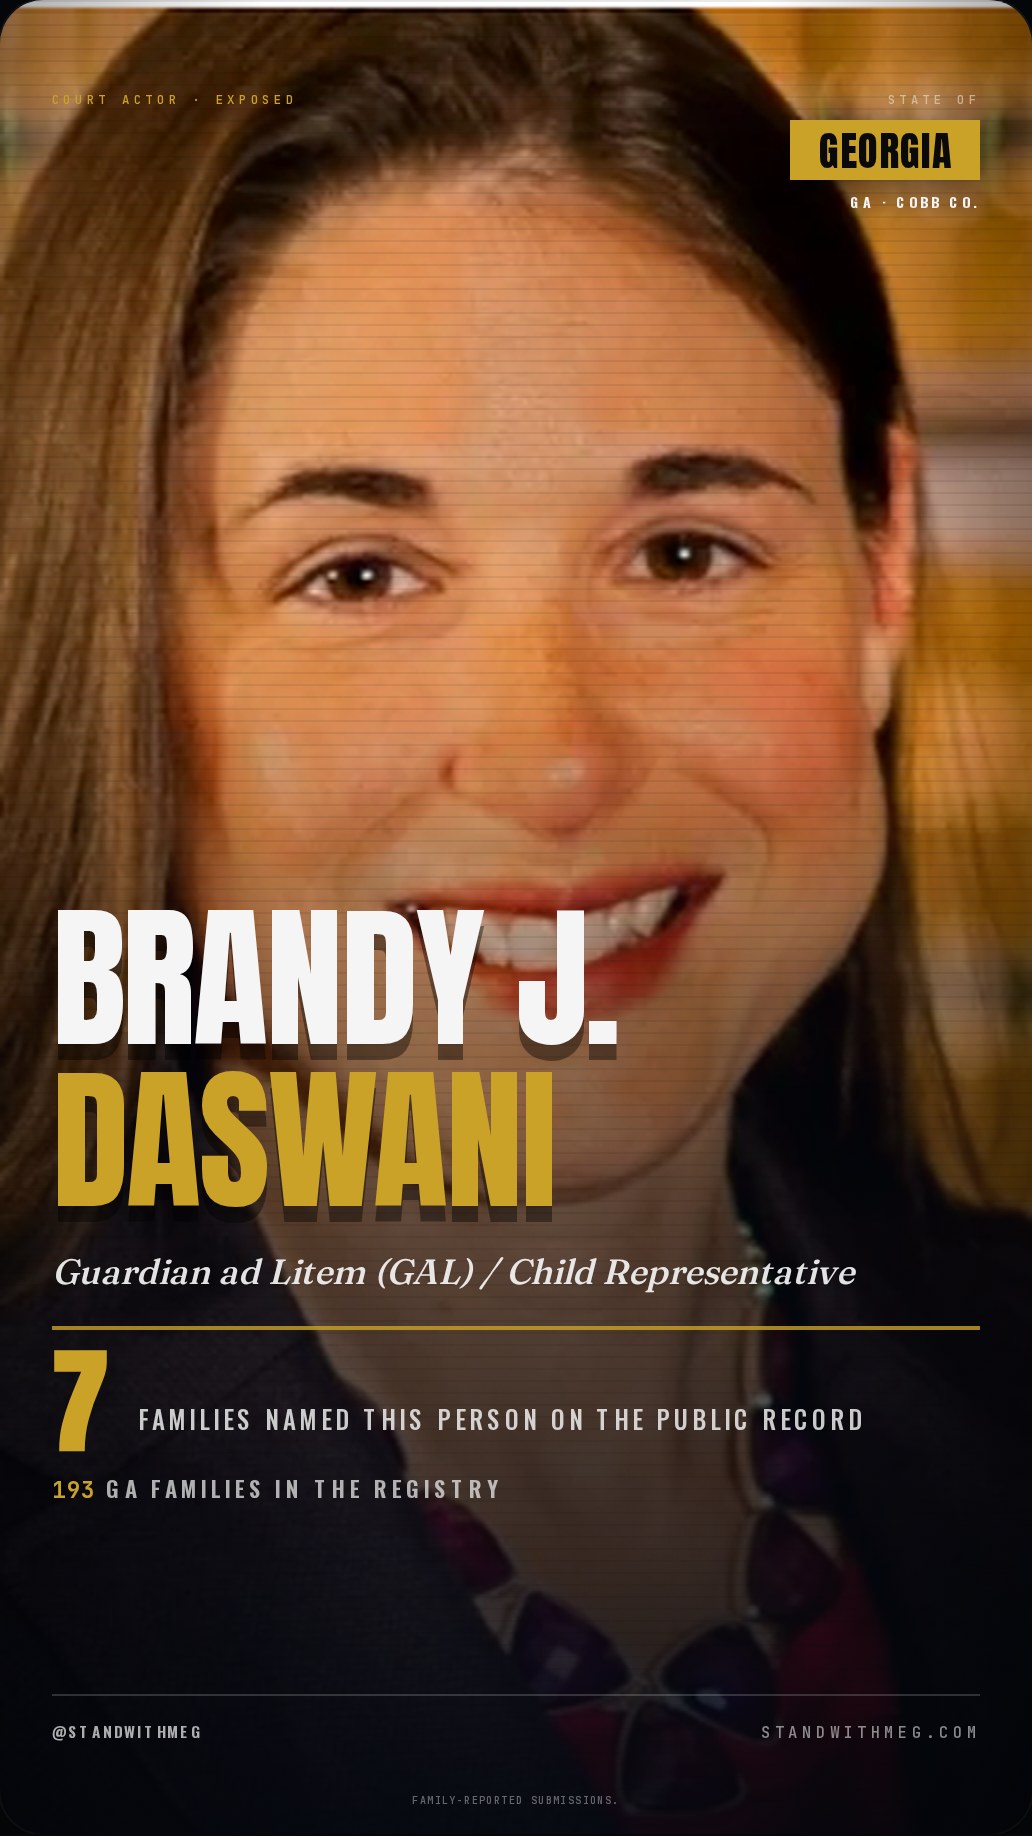 COURT ACTOR · EXPOSED
STATE OF
GEORGIA
GA · COBB CO.
BRANDY J.
DASWANI
Guardian ad Litem (GAL) / Child Representative
7 FAMILIES NAMED THIS PERSON ON THE PUBLIC RECORD
193 GA FAMILIES IN THE REGISTRY
@STANDWITHMEG
STANDWITHMEG.COM
FAMILY-REPORTED SUBMISSIONS.